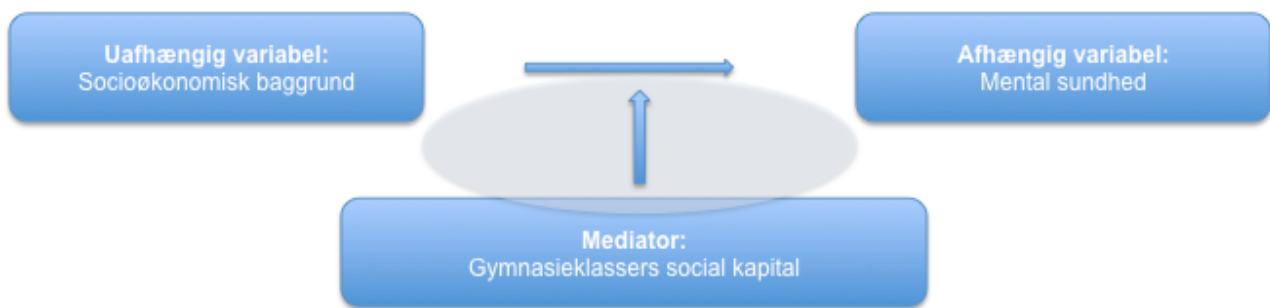 Uafhængig variabel:
Socioøkonomisk baggrund
Afhængig variabel:
Mental sundhed
Mediator:
Gymnasieklassers social kapital